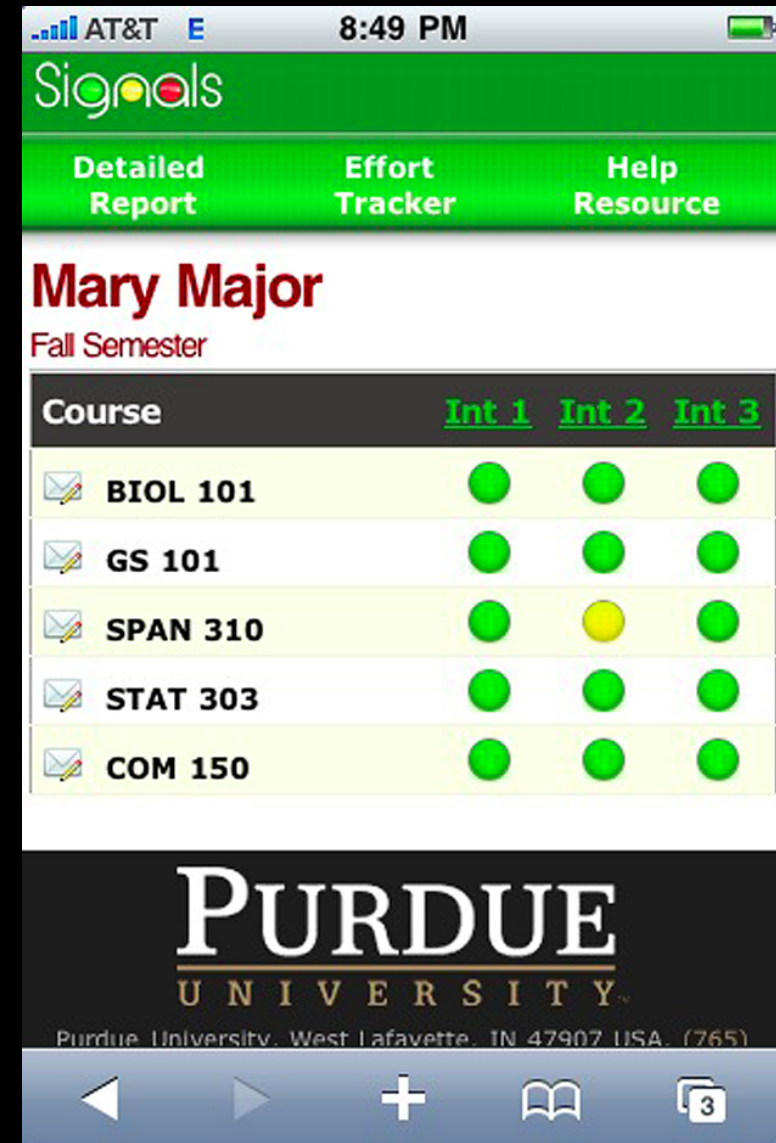 AT&T E 8:49 PM
Signals
Detailed Report Effort Tracker Help Resource
Mary Major
Fall Semester
Course Int 1 Int 2 Int 3
BIOL 101
GS 101
SPAN 310
STAT 303
COM 150
PURDUE
UNIVERSITY
Purdue University, West Lafayette, IN 47907 USA, (765)
3